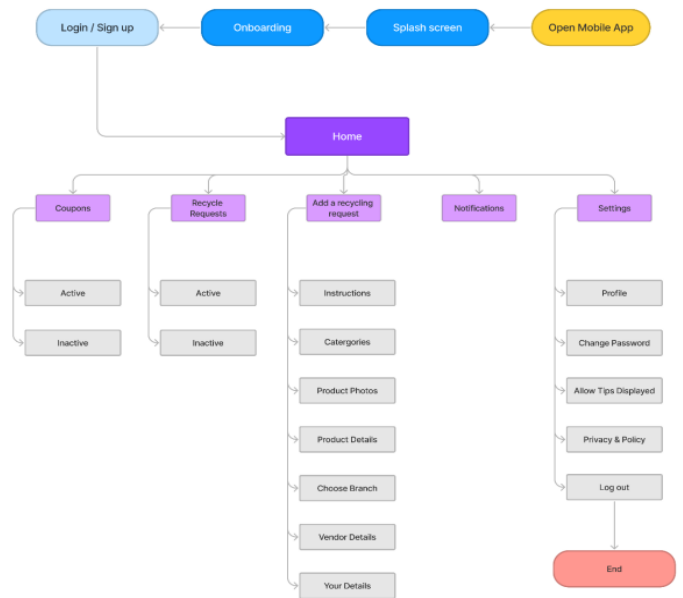 Login / Sign up
Onboarding
Splash screen
Open Mobile App
Home
Coupons
Recycle
Requests
Add a recycling
request
Notifications
Settings
Active
Active
Instructions
Profile
Inactive
Inactive
Catergories
Change Password
Product Photos
Allow Tips Displayed
Product Details
Privacy & Policy
Choose Branch
Log out
Vendor Details
End
Your Details